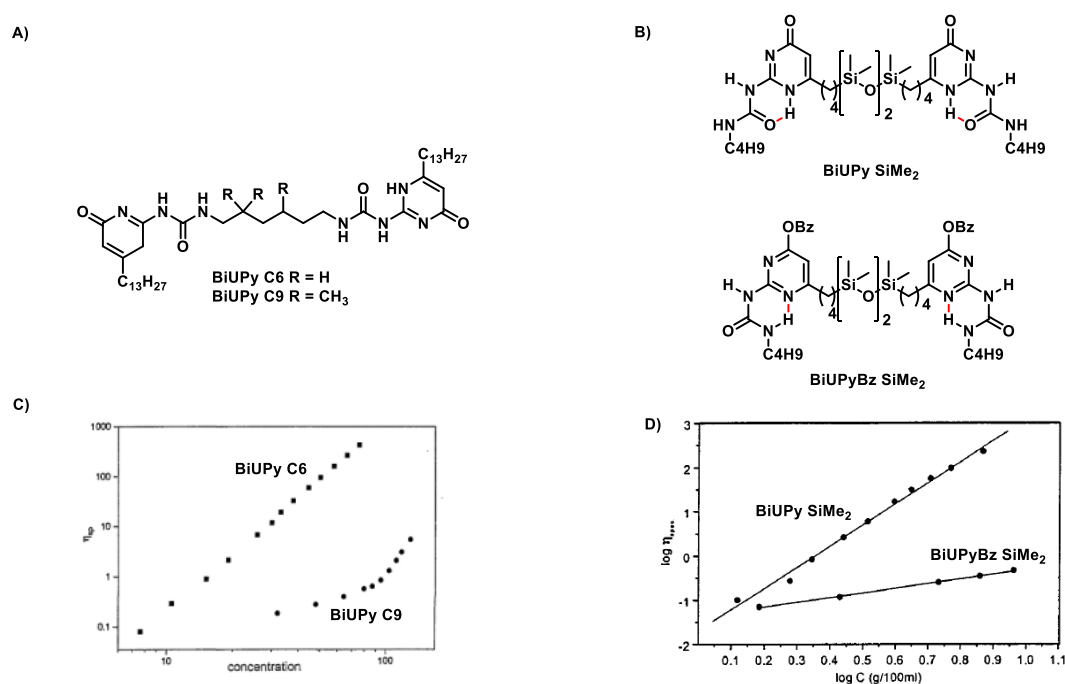 A)
C13H27
O
N
N
H
O
N
H
R
R
R
N
H
O
N
H
HN
N
O
C13H27
BiUPy C6 R = H
BiUPy C9 R = CH3
B)
O
N
H
N
N
H
O
HN
C4H9
4
Si
O
Si
2
4
O
N
N
H
N
H
O
NH
C4H9
BiUPy SiMe2
OBz
N
H
N
N
H
O
N
C4H9
4
Si
O
Si
2
4
OBz
N
N
N
H
H
N
O
C4H9
BiUPyBz SiMe2
C)
1000
100
10
1
0.1
ηsp
BiUPy C6
BiUPy C9
10
100
concentration
D)
3
2
1
0
-1
-2
log η
BiUPy SiMe2
BiUPyBz SiMe2
0.1 0.2 0.3 0.4 0.5 0.6 0.7 0.8 0.9 1.0 1.1
log C (g/100ml)